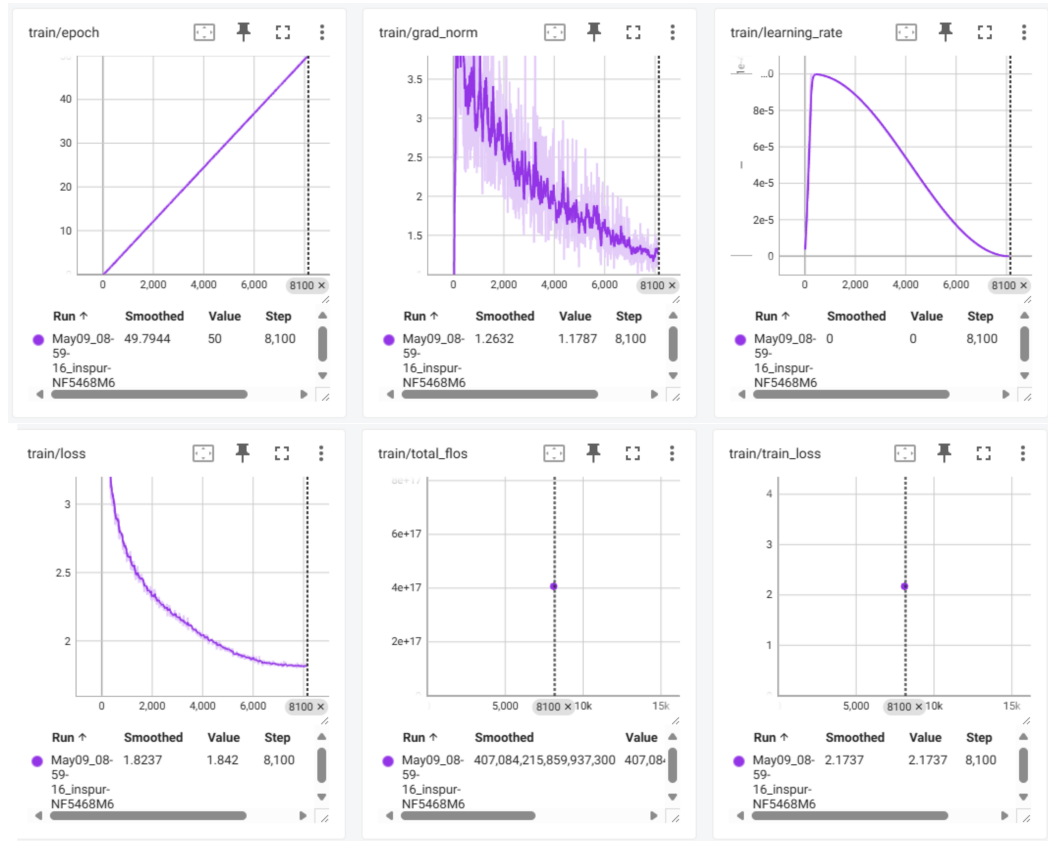 train/epoch
40
30
20
10
0 2,000 4,000 6,000 8100 ×
Run ↑ Smoothed Value Step
May09_08- 49.7944 50 8,100
59-
16_inspur-
NF5468M6
train/grad_norm
3.5
3
2.5
2
1.5
0 2,000 4,000 6,000 8100 ×
Run ↑ Smoothed Value Step
May09_08- 1.2632 1.1787 8,100
59-
16_inspur-
NF5468M6
train/learning_rate
...0
8e-5
6e-5
4e-5
2e-5
0
0 2,000 4,000 6,000 8100 ×
Run ↑ Smoothed Value Step
May09_08- 0 0 8,100
59-
16_inspur-
NF5468M6
train/loss
3
2.5
2
0 2,000 4,000 6,000 8100 ×
Run ↑ Smoothed Value Step
May09_08- 1.8237 1.842 8,100
59-
16_inspur-
NF5468M6
train/total_flos
8e+17
6e+17
4e+17
2e+17
5,000 8100 × 10k 15k
Run ↑ Smoothed Value
May09_08- 407,084,215,859,937,300 407,08
59-
16_inspur-
NF5468M6
train/train_loss
4
3
2
1
5,000 8100 × 10k 15k
Run ↑ Smoothed Value Step
May09_08- 2.1737 2.1737 8,100
59-
16_inspur-
NF5468M6